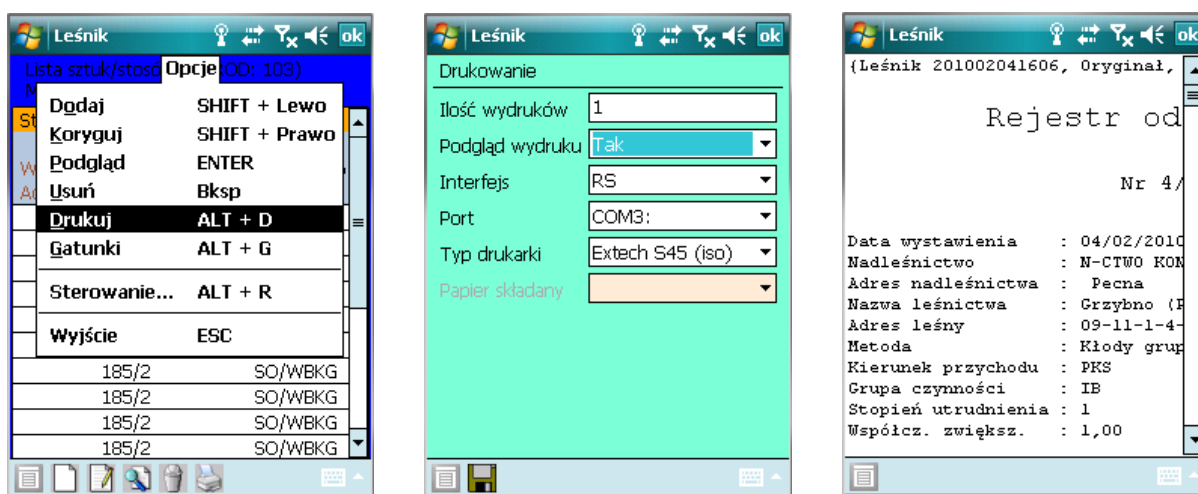 Leśnik ok
Lista sztuk/stosó Opcje OD: 103)
Dodaj SHIFT + Lewo
Koryguj SHIFT + Prawo
Podgląd ENTER
Usuń Bksp
Drukuj ALT + D
Gatunki ALT + G
Sterowanie... ALT + R
Wyjście ESC
185/2 SO/WBKG
185/2 SO/WBKG
185/2 SO/WBKG
185/2 SO/WBKG
Leśnik ok
Drukowanie
Ilość wydruków 1
Podgląd wydruku Tak
Interfejs RS
Port COM3:
Typ drukarki Extech S45 (iso)
Papier składany
Leśnik ok
(Leśnik 201002041606, Oryginał,
Rejestr od
Nr 4/
Data wystawienia : 04/02/2010
Nadleśnictwo : N-CTWO KON
Adres nadleśnictwa : Pecna
Nazwa leśnictwa : Grzybno (P
Adres leśny : 09-11-1-4-
Metoda : Kłody grup
Kierunek przychodu : PKS
Grupa czynności : IB
Stopień utrudnienia : 1
Współcz. zwiększ. : 1,00